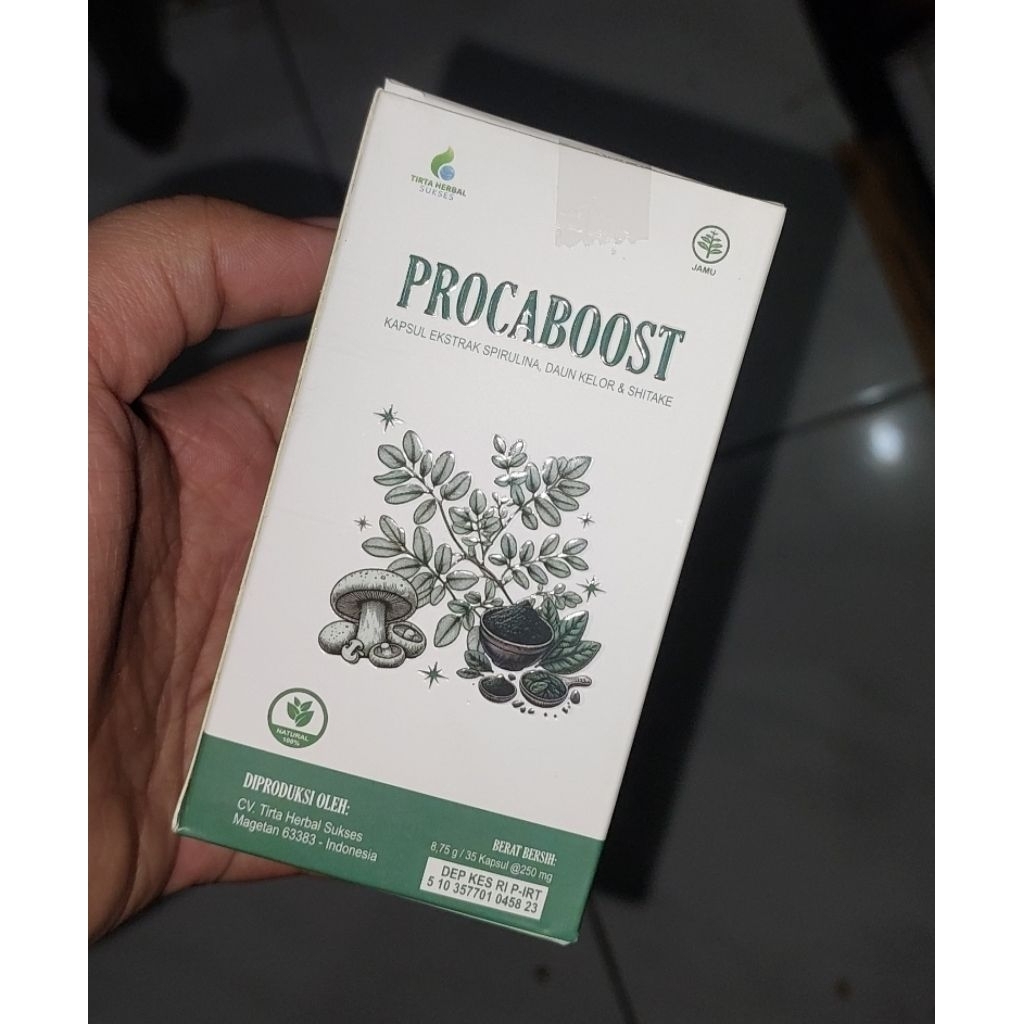 TIRTA HERBAL
SUKSES
JAMU
PROCABOOST
KAPSUL EKSTRAK SPIRULINA, DAUN KELOR & SHITAKE
NATURAL
100%
DIPRODUKSI OLEH:
CV. Tirta Herbal Sukses
Magetan 63383 - Indonesia
BERAT BERSIH:
8,75 g / 35 Kapsul @250 mg
DEP KES RI P-IRT
5 10 357701 0458 23